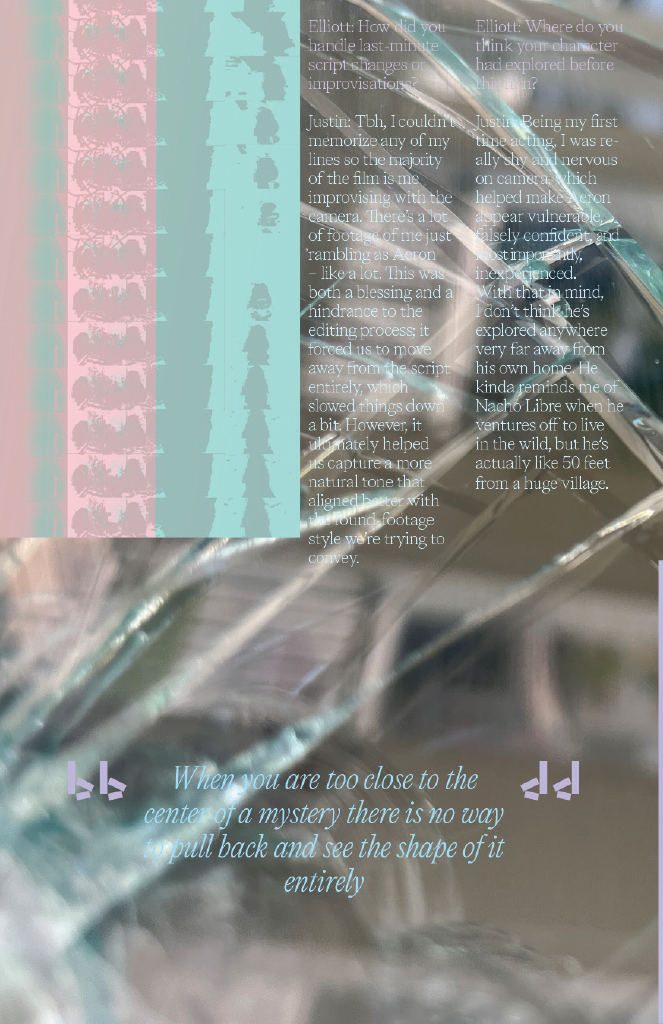 Elliott: How did you
handle last-minute
script changes or
improvisations?
Justin: Tbh, I couldn't
memorize any of my
lines so the majority
of the film is me
improvising with the
camera. There's a lot
of footage of me just
rambling as Aeron
– like a lot. This was
both a blessing and a
hindrance to the
editing process; it
forced us to move
away from the script
entirely, which
slowed things down
a bit. However, it
ultimately helped
us capture a more
natural tone that
aligned better with
the found-footage
style we're trying to
convey.
Elliott: Where do you
think your character
had explored before
the film?
Justin: Being my first
time acting, I was re-
ally shy and nervous
on camera, which
helped make Aeron
appear vulnerable,
falsely confident, and
most importantly,
inexperienced.
With that in mind,
I don't think he's
explored anywhere
very far away from
his own home. He
kinda reminds me of
Nacho Libre when he
ventures off to live
in the wild, but he's
actually like 50 feet
from a huge village.
When you are too close to the
center of a mystery there is no way
to pull back and see the shape of it
entirely